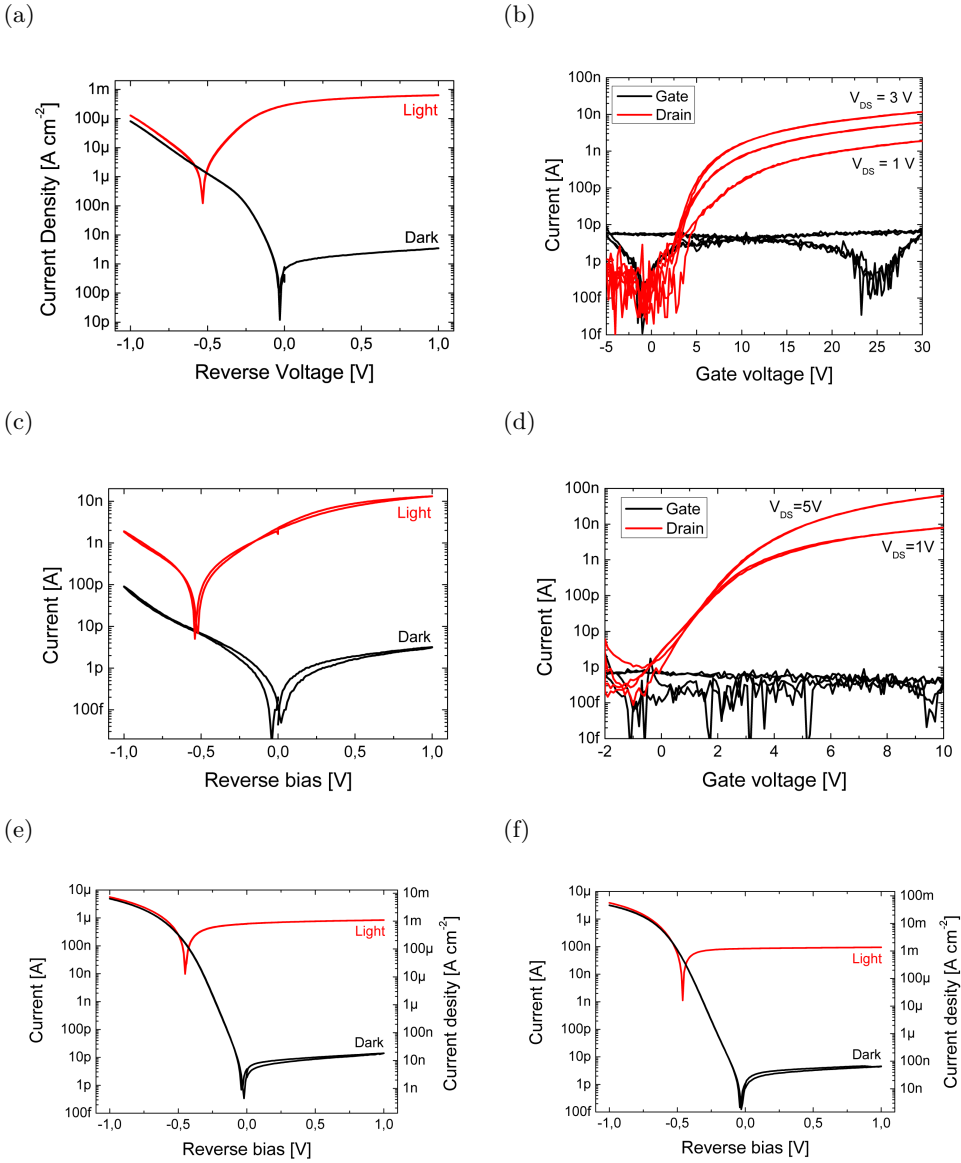 (a)
1m
100µ
10µ
1µ
100n
10n
1n
100p
10p
Current Density [A cm-2]
Light
Dark
-1,0 -0,5 0,0 0,5 1,0
Reverse Voltage [V]
(b)
100n
10n
1n
100p
10p
1p
100f
10f
Current [A]
Gate
Drain
VDS = 3 V
VDS = 1 V
-5 0 5 10 15 20 25 30
Gate voltage [V]
(c)
10n
1n
100p
10p
1p
100f
Current [A]
Light
Dark
-1,0 -0,5 0,0 0,5 1,0
Reverse bias [V]
(d)
100n
10n
1n
100p
10p
1p
100f
10f
Current [A]
Gate
Drain
VDS=5V
VDS=1V
-2 0 2 4 6 8 10
Gate voltage [V]
(e)
10µ
1µ
100n
10n
1n
100p
10p
1p
100f
Current [A]
Light
Dark
10m
1m
100µ
10µ
1µ
100n
10n
1n
Current density [A cm-2]
-1,0 -0,5 0,0 0,5 1,0
Reverse bias [V]
(f)
10µ
1µ
100n
10n
1n
100p
10p
1p
100f
Current [A]
Light
Dark
100m
10m
1m
100µ
10µ
1µ
100n
10n
Current desity [A cm-2]
-1,0 -0,5 0,0 0,5 1,0
Reverse bias [V]